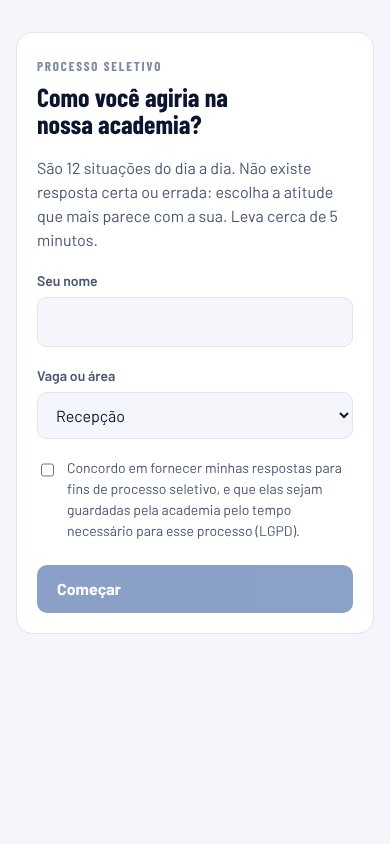 PROCESSO SELETIVO
Como você agiria na
nossa academia?
São 12 situações do dia a dia. Não existe
resposta certa ou errada: escolha a atitude
que mais parece com a sua. Leva cerca de 5
minutos.
Seu nome
Vaga ou área
Recepção
Concordo em fornecer minhas respostas para
fins de processo seletivo, e que elas sejam
guardadas pela academia pelo tempo
necessário para esse processo (LGPD).
Começar